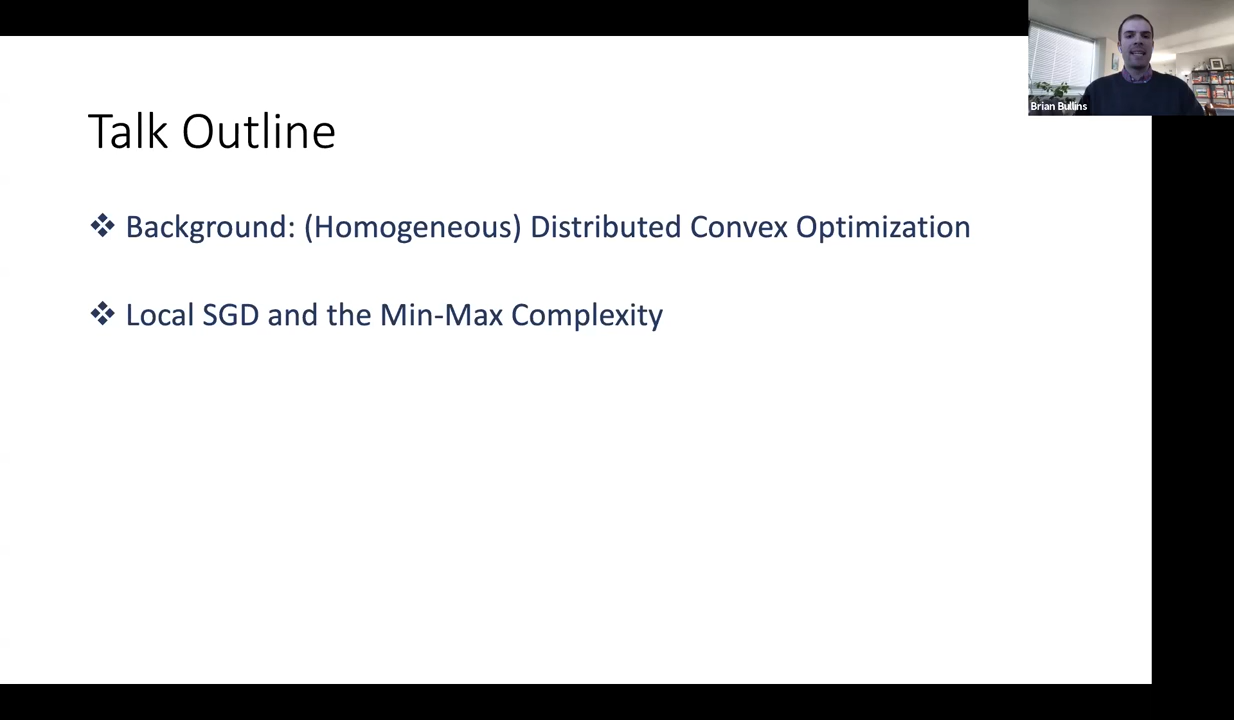 Brian Bullins
Talk Outline
❖ Background: (Homogeneous) Distributed Convex Optimization
❖ Local SGD and the Min-Max Complexity